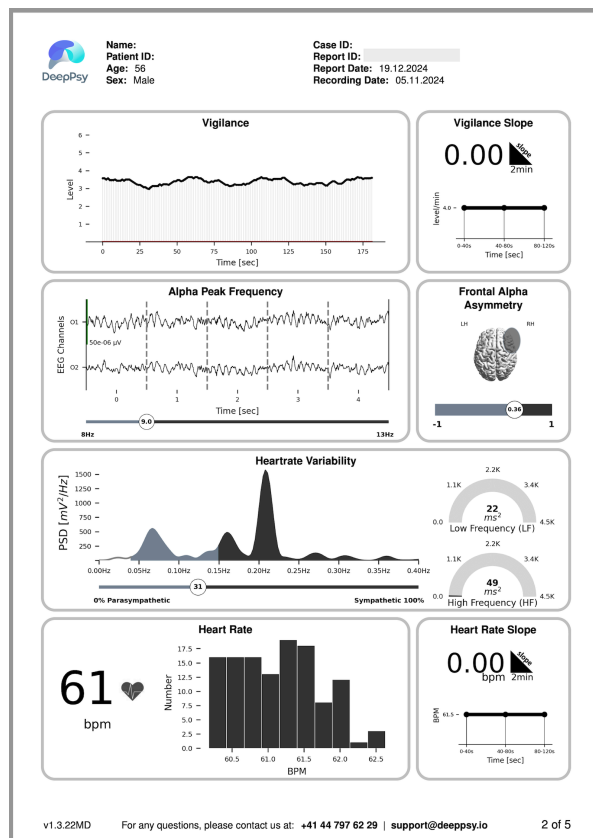 DeepPsy
Name:
Patient ID:
Age: 56
Sex: Male
Case ID:
Report ID:
Report Date: 19.12.2024
Recording Date: 05.11.2024
Vigilance
Level
6
5
4
3
2
1
0 25 50 75 100 125 150 175
Time [sec]
Vigilance Slope
0.00
slope
2min
level/min
4.0
0-40s 40-80s 80-120s
Time [sec]
Alpha Peak Frequency
EEG Channels
O1
50e-06 μV
O2
0 1 2 3 4
Time [sec]
9.0
8Hz 13Hz
Frontal Alpha
Asymmetry
LH RH
0.36
-1 1
Heartrate Variability
PSD [mV²/Hz]
1500
1250
1000
750
500
250
0.00Hz 0.05Hz 0.10Hz 0.15Hz 0.20Hz 0.25Hz 0.30Hz 0.35Hz 0.40Hz
31
0% Parasympathetic Sympathetic 100%
2.2K
1.1K 3.4K
22
ms²
0.0 4.5K
Low Frequency (LF)
2.2K
1.1K 3.4K
49
ms²
0.0 4.5K
High Frequency (HF)
Heart Rate
61
bpm
Number
17.5
15.0
12.5
10.0
7.5
5.0
2.5
0.0
60.5 61.0 61.5 62.0 62.5
BPM
Heart Rate Slope
0.00
bpm
slope
2min
BPM
61.5
0-40s 40-80s 80-120s
Time [sec]
v1.3.22MD For any questions, please contact us at: +41 44 797 62 29 | support@deeppsy.io 2 of 5